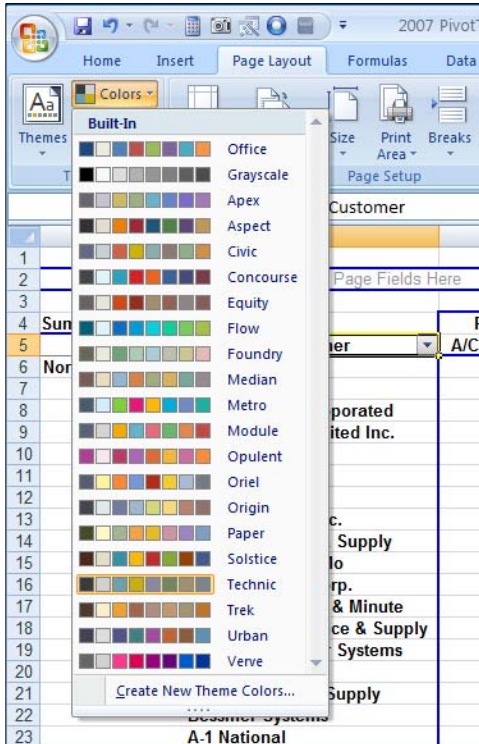 2007 Pivot
Home Insert Page Layout Formulas Data
Aa
Colors
Themes
Size Print Area Breaks
Page Setup
Customer
Built-In
Office
Grayscale
Apex
Aspect
Civic
Concourse
Equity
Flow
Foundry
Median
Metro
Module
Opulent
Oriel
Origin
Paper
Solstice
Technic
Trek
Urban
Verve
Create New Theme Colors...
1
2 Page Fields Here
3
4 Sum
5 ner A/C
6 Nor
7
8 porated
9 ited Inc.
10
11
12
13 c.
14 Supply
15 lo
16 rp.
17 & Minute
18 ce & Supply
19 Systems
20
21 Supply
22 Bessmer Systems
23 A-1 National